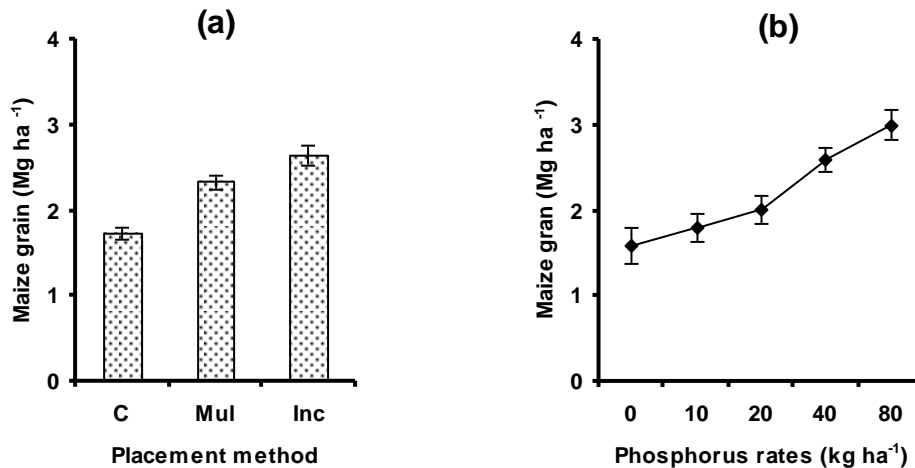 (a)
4
3
2
1
0
Maize grain (Mg ha⁻¹)
C Mul Inc
Placement method
(b)
4
3
2
1
0
Maize gran (Mg ha⁻¹)
0 10 20 40 80
Phosphorus rates (kg ha⁻¹)